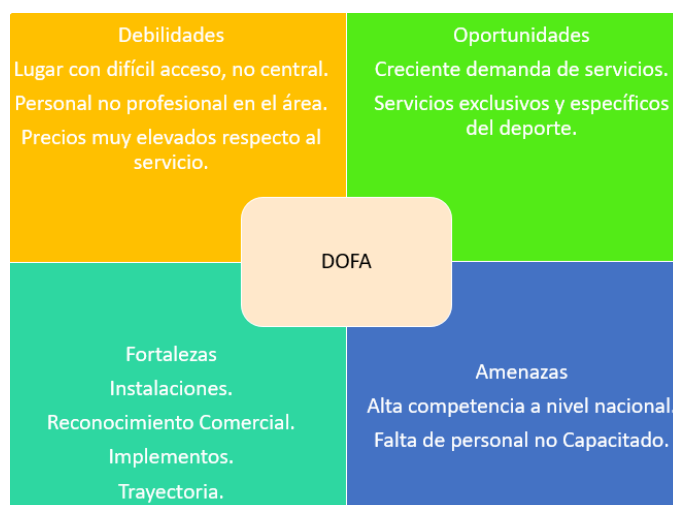 Debilidades
Lugar con difícil acceso, no central.
Personal no profesional en el área.
Precios muy elevados respecto al
servicio.
Oportunidades
Creciente demanda de servicios.
Servicios exclusivos y específicos
del deporte.
DOFA
Fortalezas
Instalaciones.
Reconocimiento Comercial.
Implementos.
Trayectoria.
Amenazas
Alta competencia a nivel nacional.
Falta de personal no Capacitado.